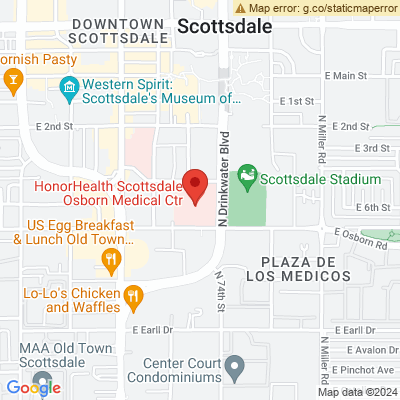 Map error: g.co/staticmaperror
DOWNTOWN
SCOTTSDALE
Scottsdale
ornish Pasty
E Main St
Western Spirit:
Scottsdale's Museum of...
E 1st St
E 2nd St
E 2nd St
N Miller Rd
E 3rd St
N Drinkwater Blvd
HonorHealth Scottsdale
Osborn Medical Ctr
Scottsdale Stadium
E 6th St
US Egg Breakfast
& Lunch Old Town...
E Osborn Rd
PLAZA DE
LOS MEDICOS
Lo-Lo's Chicken
and Waffles
N 74th St
E Earll Dr
E Earll Dr
N Miller Rd
MAA Old Town
Scottsdale
Center Court
Condominiums
E Avalon Dr
E Pinchot Ave
Google
Map data ©2024